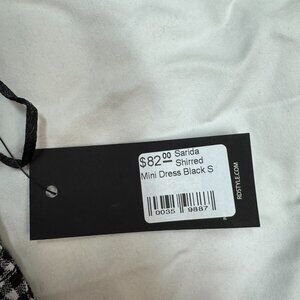 $82.00 Sarida
Shirred
Mini Dress Black S
0035 9887
RDSTYLE.COM